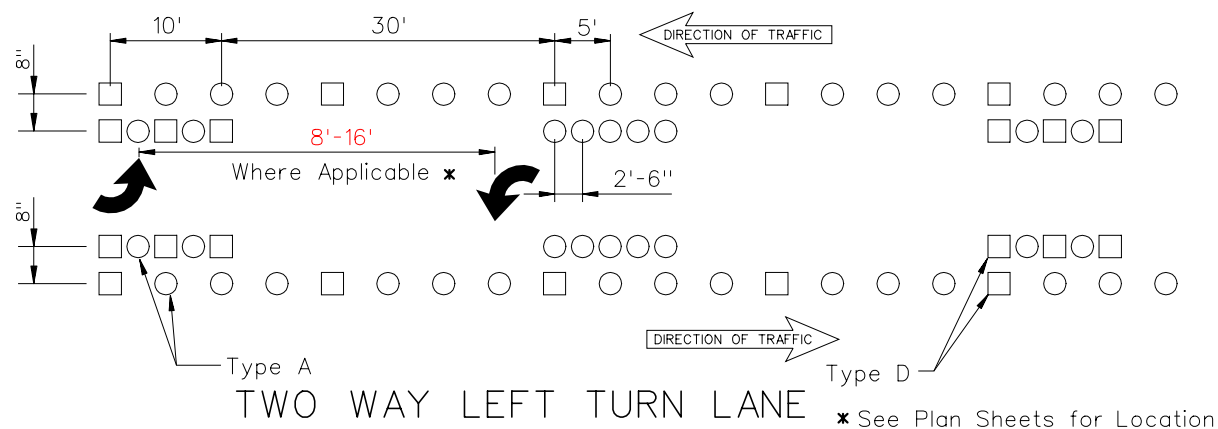 10'
30'
5'
DIRECTION OF TRAFFIC
8"
8'-16'
Where Applicable *
2'-6"
8"
DIRECTION OF TRAFFIC
Type A
Type D
TWO WAY LEFT TURN LANE
* See Plan Sheets for Location